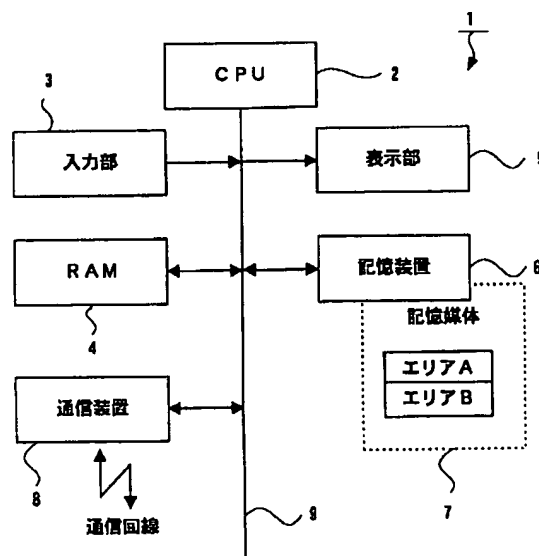 1
CPU
2
3
入力部
表示部
5
RAM
4
記憶装置
6
記憶媒体
エリアA
エリアB
7
通信装置
8
通信回線
9